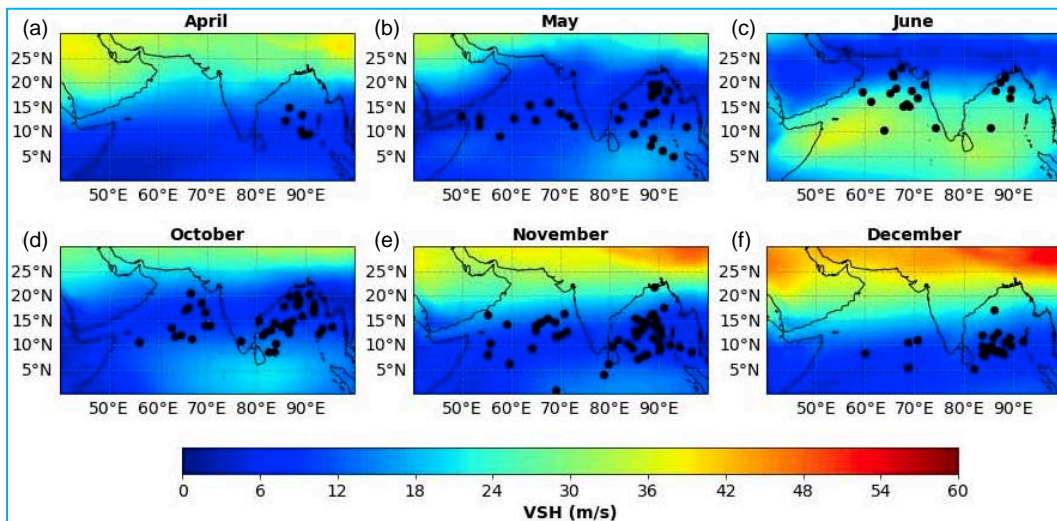 (a) April
(b) May
(c) June
25°N
20°N
15°N
10°N
5°N
25°N
20°N
15°N
10°N
5°N
25°N
20°N
15°N
10°N
5°N
50°E 60°E 70°E 80°E 90°E
50°E 60°E 70°E 80°E 90°E
50°E 60°E 70°E 80°E 90°E
(d) October
(e) November
(f) December
25°N
20°N
15°N
10°N
5°N
25°N
20°N
15°N
10°N
5°N
25°N
20°N
15°N
10°N
5°N
50°E 60°E 70°E 80°E 90°E
50°E 60°E 70°E 80°E 90°E
50°E 60°E 70°E 80°E 90°E
0 6 12 18 24 30 36 42 48 54 60
VSH (m/s)